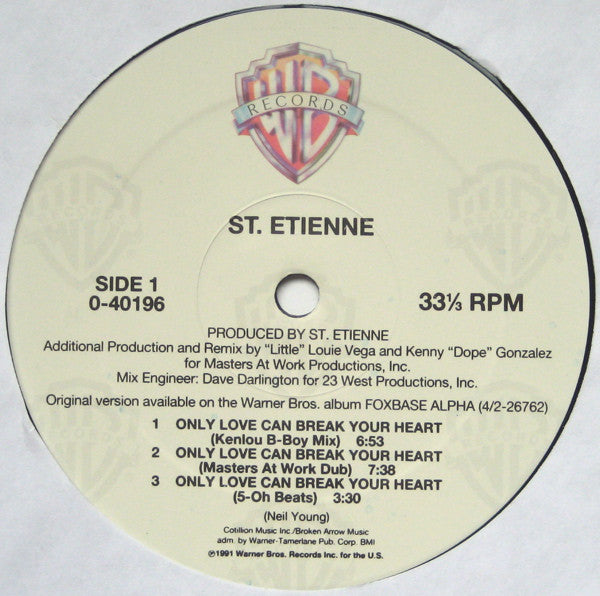 WB
RECORDS
ST. ETIENNE
SIDE 1
0-40196
33⅓ RPM
PRODUCED BY ST. ETIENNE
Additional Production and Remix by "Little" Louie Vega and Kenny "Dope" Gonzalez
for Masters At Work Productions, Inc.
Mix Engineer: Dave Darlington for 23 West Productions, Inc.
Original version available on the Warner Bros. album FOXBASE ALPHA (4/2-26762)
1 ONLY LOVE CAN BREAK YOUR HEART
(Kenlou B-Boy Mix) 6:53
2 ONLY LOVE CAN BREAK YOUR HEART
(Masters At Work Dub) 7:38
3 ONLY LOVE CAN BREAK YOUR HEART
(5-Oh Beats) 3:30
(Neil Young)
Cotillion Music Inc./Broken Arrow Music
adm. by Warner-Tamerlane Pub. Corp. BMI
℗1991 Warner Bros. Records Inc. for the U.S.